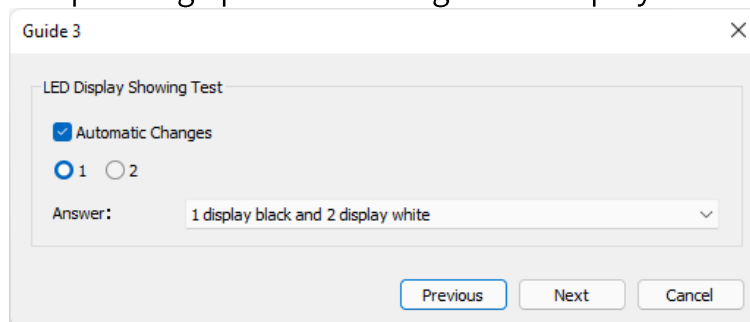 Guide 3
LED Display Showing Test
Automatic Changes
1 2
Answer: 1 display black and 2 display white
Previous Next Cancel